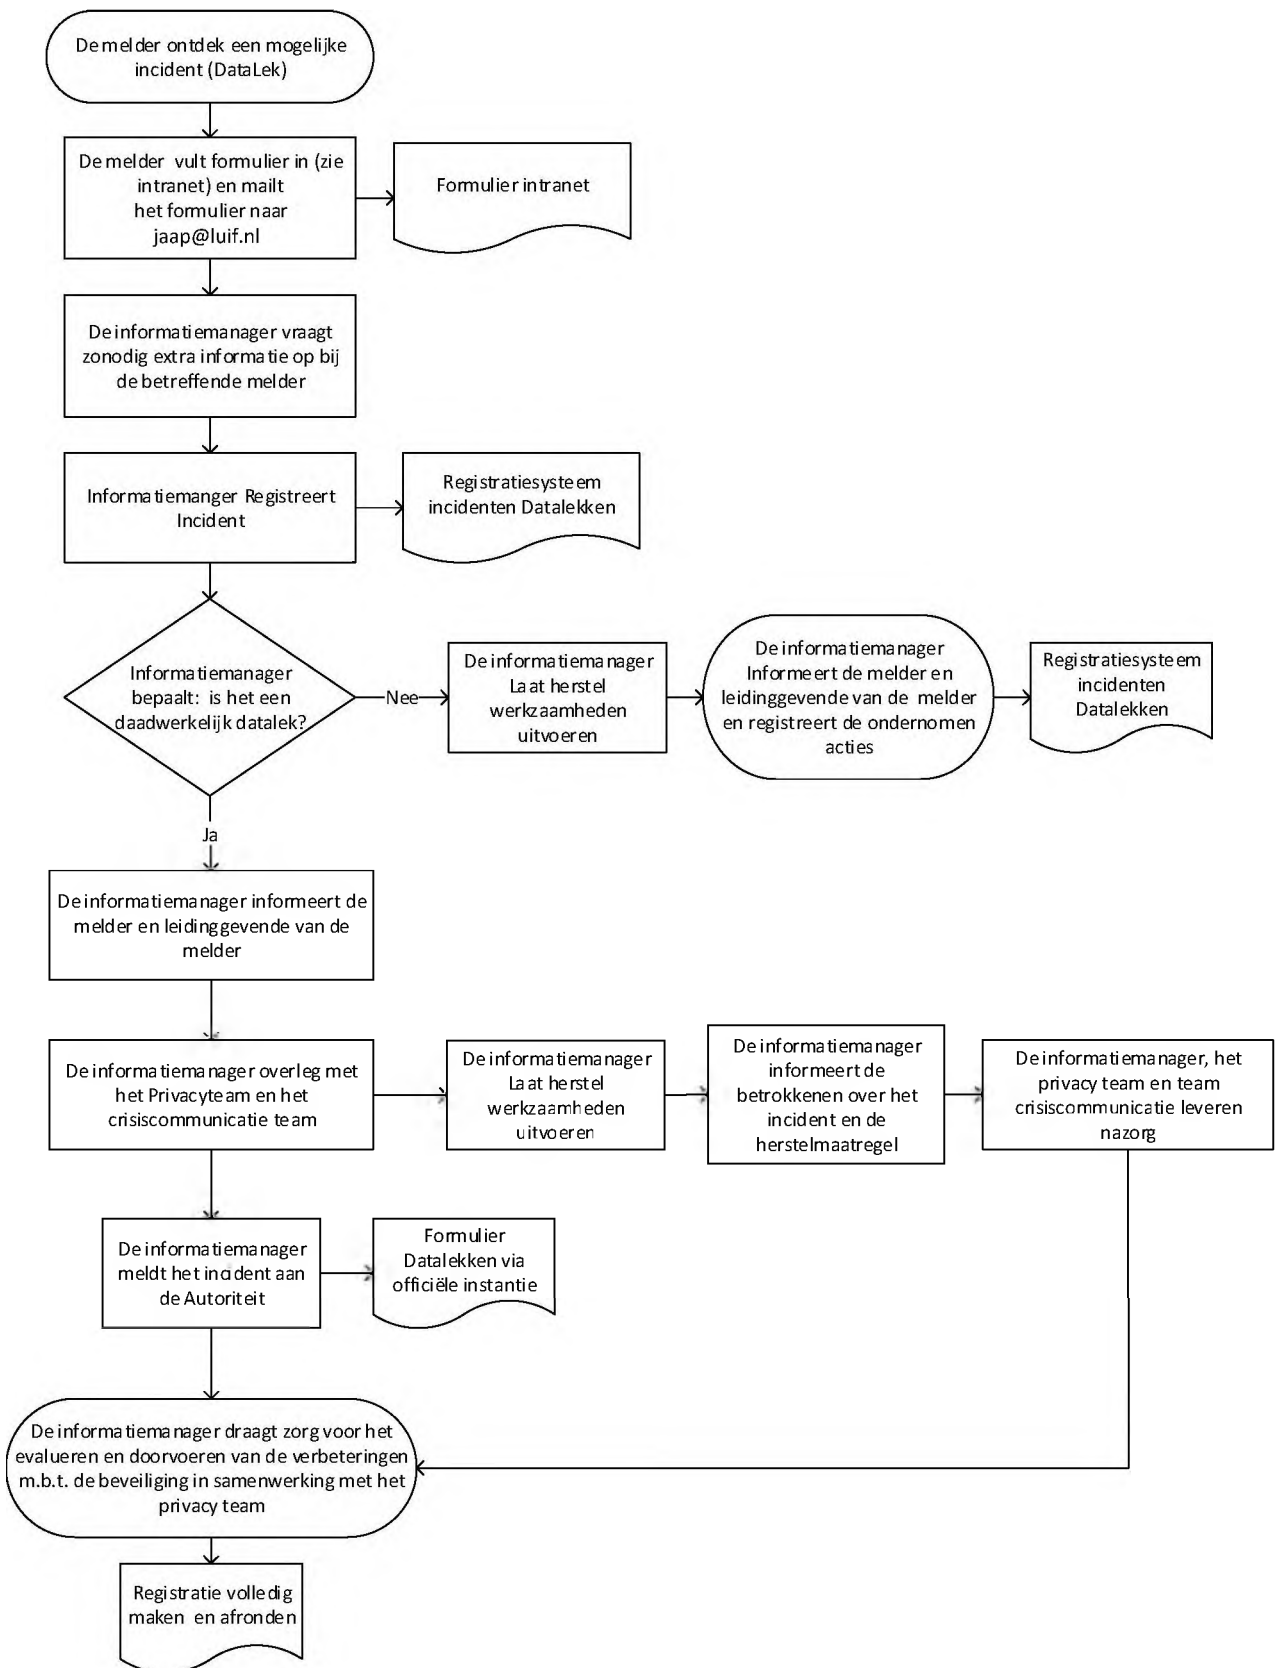 De melder ontdek een mogelijke
incident (DataLek)
De melder vult formulier in (zie
intranet) en mailt
het formulier naar
jaap@luif.nl
Formulier intranet
De informatiemanager vraagt
zonodig extra informatie op bij
de betreffende melder
Informatiemanger Registreert
Incident
Registratiesysteem
incidenten Datalekken
Informatiemanager
bepaalt: is het een
daadwerkelijk datalek?
Nee
De informatiemanager
Laat herstel
werkzaamheden
uitvoeren
De informatiemanager
Informeert de melder en
leidinggevende van de melder
en registreert de ondernomen
acties
Registratiesysteem
incidenten
Datalekken
Ja
De informatiemanager informeert de
melder en leidinggevende van de
melder
De informatiemanager overleg met
het Privacyteam en het
crisiscommunicatie team
De informatiemanager
Laat herstel
werkzaamheden
uitvoeren
De informatiemanager
informeert de
betrokkenen over het
incident en de
herstelmaatregel
De informatiemanager, het
privacy team en team
crisiscommunicatie leveren
nazorg
De informatiemanager
meldt het incident aan
de Autoriteit
Formulier
Datalekken via
officiële instantie
De informatiemanager draagt zorg voor het
evalueren en doorvoeren van de verbeteringen
m.b.t. de beveiliging in samenwerking met het
privacy team
Registratie volledig
maken en afronden